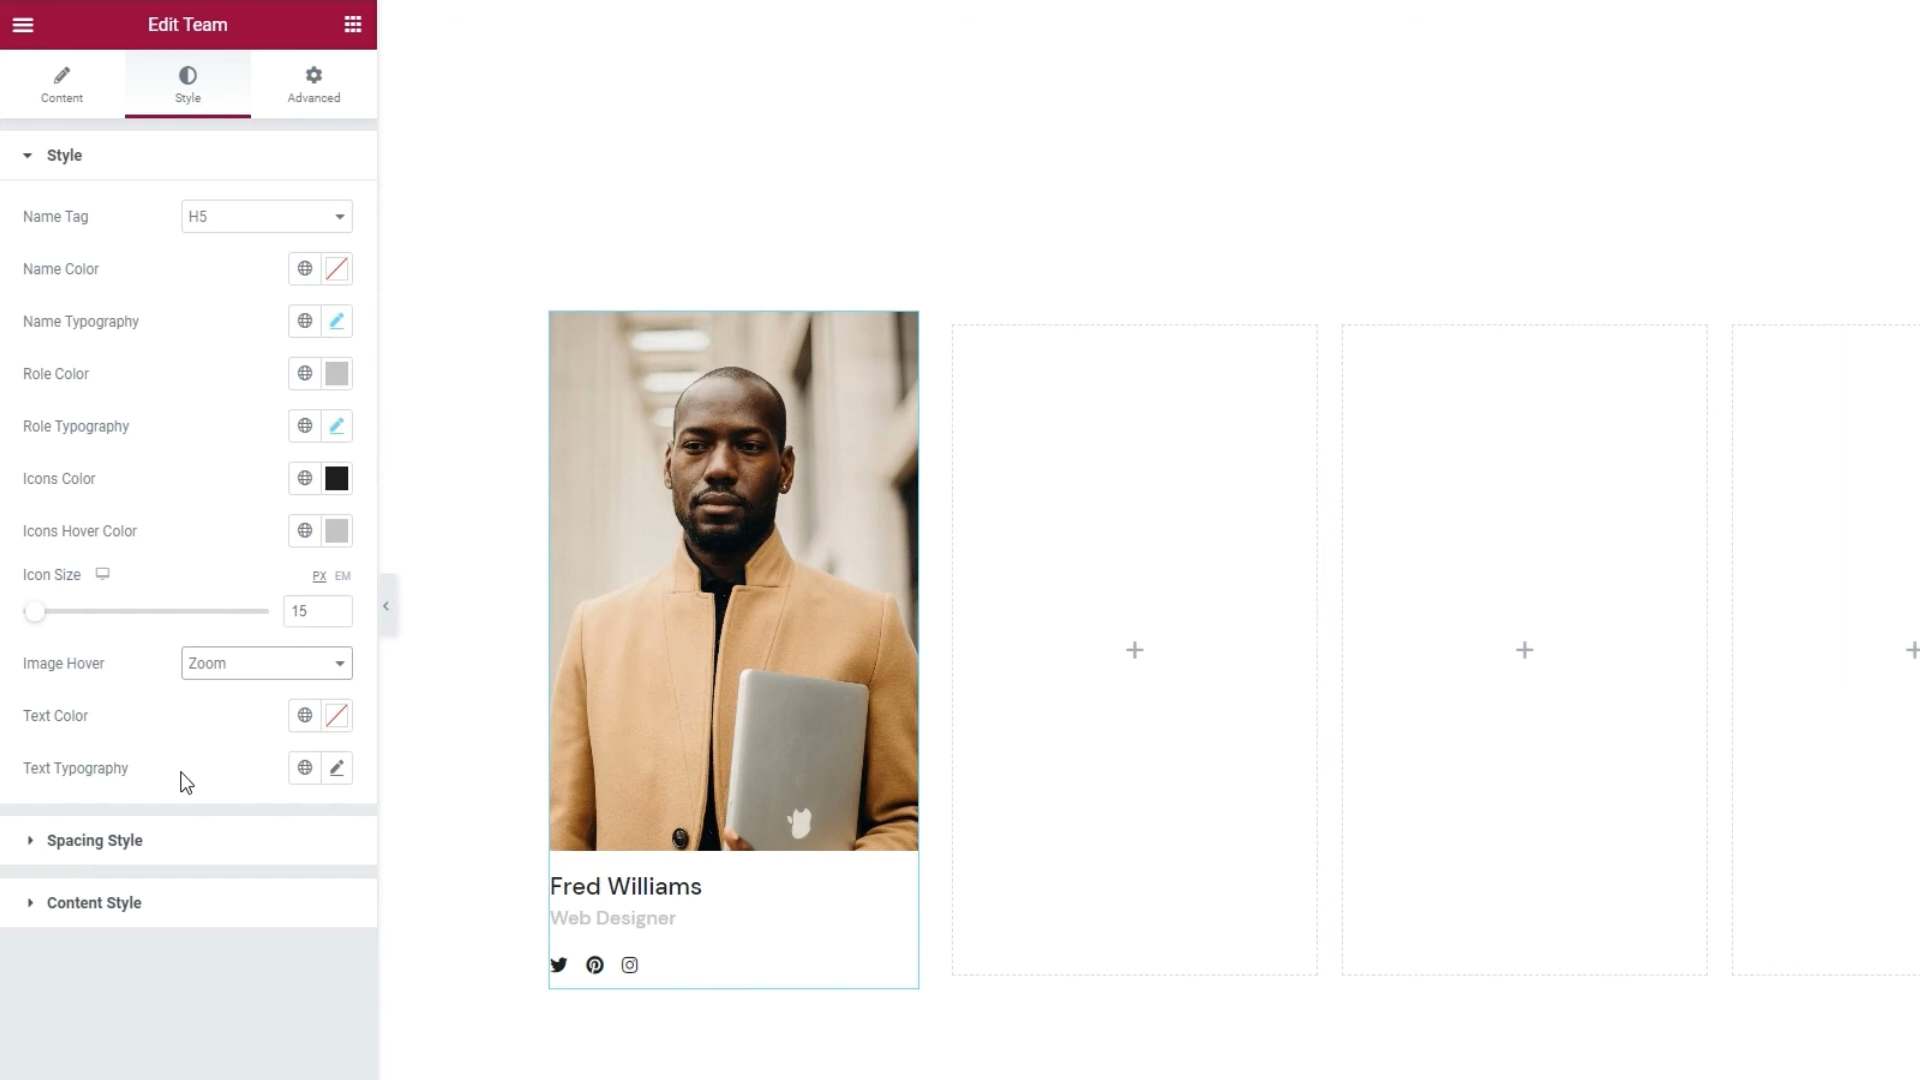 Edit Team
Content
Style
Advanced
Style
Name Tag
H5
Name Color
Name Typography
Role Color
Role Typography
Icons Color
Icons Hover Color
Icon Size
PX EM
15
Image Hover
Zoom
Text Color
Text Typography
Spacing Style
Content Style
Fred Williams
Web Designer